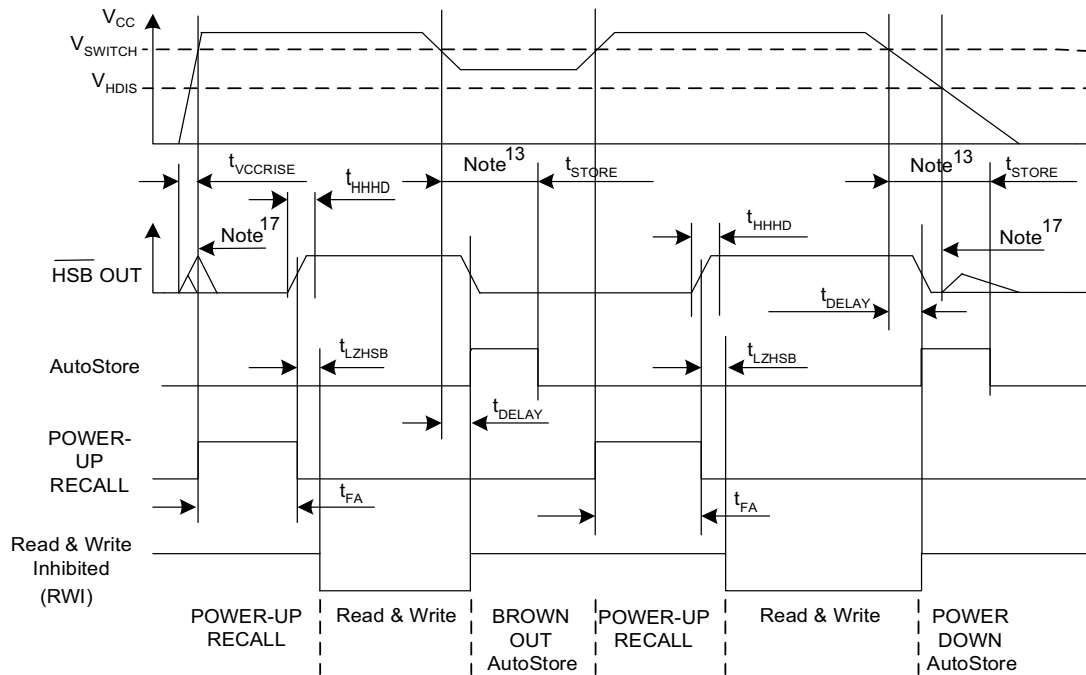 VCC
VSWITCH
VHDIS
tVCCRISE
Note13
tSTORE
Note13
tSTORE
tHHHD
tHHHD
Note17
Note17
HSB OUT
tDELAY
tLZHSB
tLZHSB
AutoStore
tDELAY
POWER-
UP
RECALL
tFA
tFA
Read & Write
Inhibited
(RWI)
POWER-UP
RECALL
Read & Write
BROWN
OUT
AutoStore
POWER-UP
RECALL
Read & Write
POWER
DOWN
AutoStore